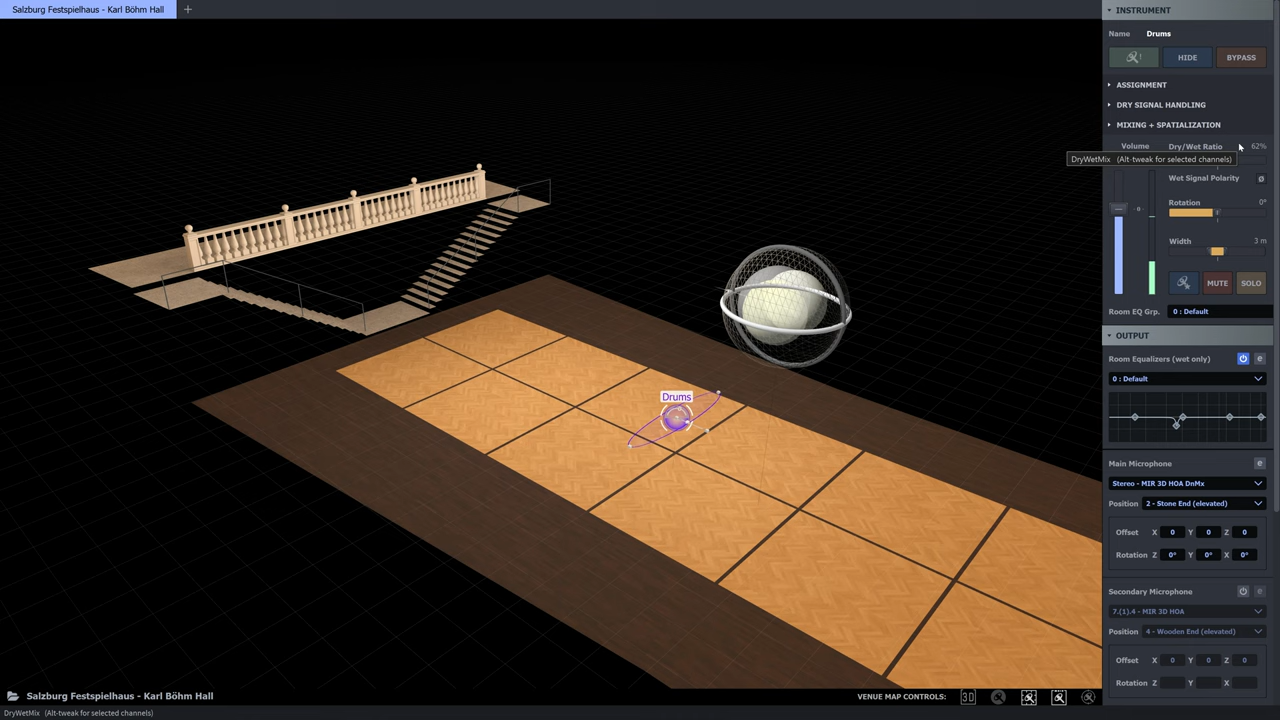 Salzburg Festspielhaus - Karl Böhm Hall
+
INSTRUMENT
Name Drums
! HIDE BYPASS
ASSIGNMENT
DRY SIGNAL HANDLING
MIXING + SPATIALIZATION
Volume Dry/Wet Ratio 62%
DryWetMix (Alt-tweak for selected channels)
Wet Signal Polarity ø
Rotation 0°
0
Width 3 m
MUTE SOLO
Room EQ Grp. 0 : Default
OUTPUT
Room Equalizers (wet only) e
0 : Default
Drums
Main Microphone e
Stereo - MIR 3D HOA DnMx
Position 2 - Stone End (elevated)
Offset X 0 Y 0 Z 0
Rotation Z 0° Y 0° X 0°
Secondary Microphone e
7.(1).4 - MIR 3D HOA
Position 4 - Wooden End (elevated)
Offset X 0 Y 0 Z 0
Rotation Z Y X
Salzburg Festspielhaus - Karl Böhm Hall
VENUE MAP CONTROLS: 3D
DryWetMix (Alt-tweak for selected channels)